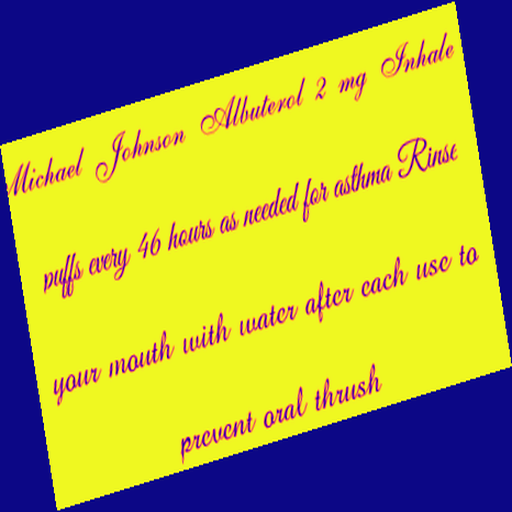 Michael Johnson Albuterol 2 mg Inhale
puffs every 46 hours as needed for asthma Rinse
your mouth with water after each use to
prevent oral thrush